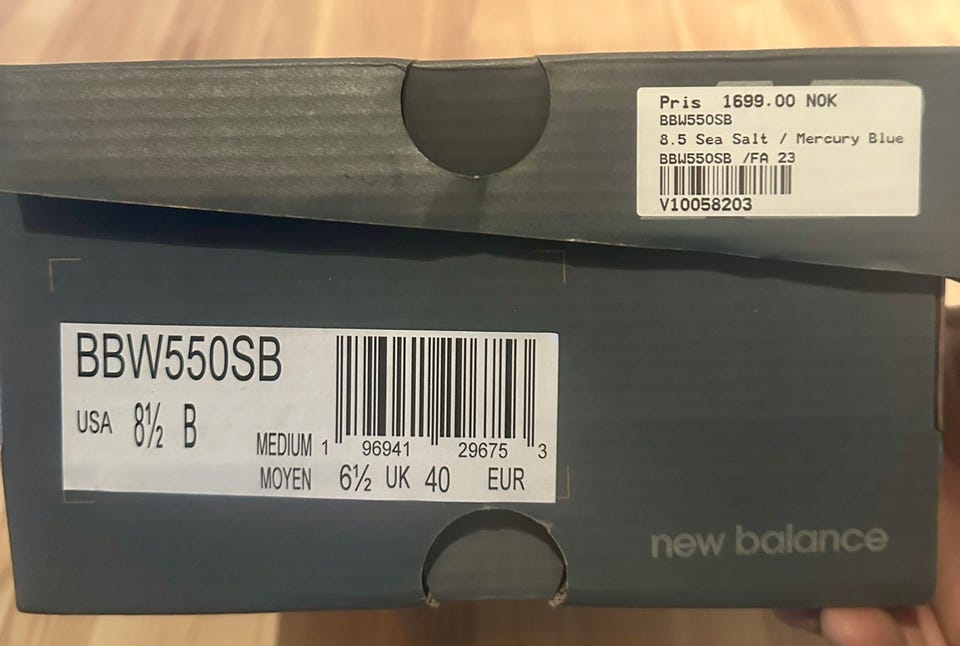 Pris 1699.00 NOK
BBW550SB
8.5 Sea Salt / Mercury Blue
BBW550SB /FA 23
V10058203
BBW550SB
USA 8½ B
MEDIUM 1 96941 29675 3
MOYEN 6½ UK 40 EUR
new balance